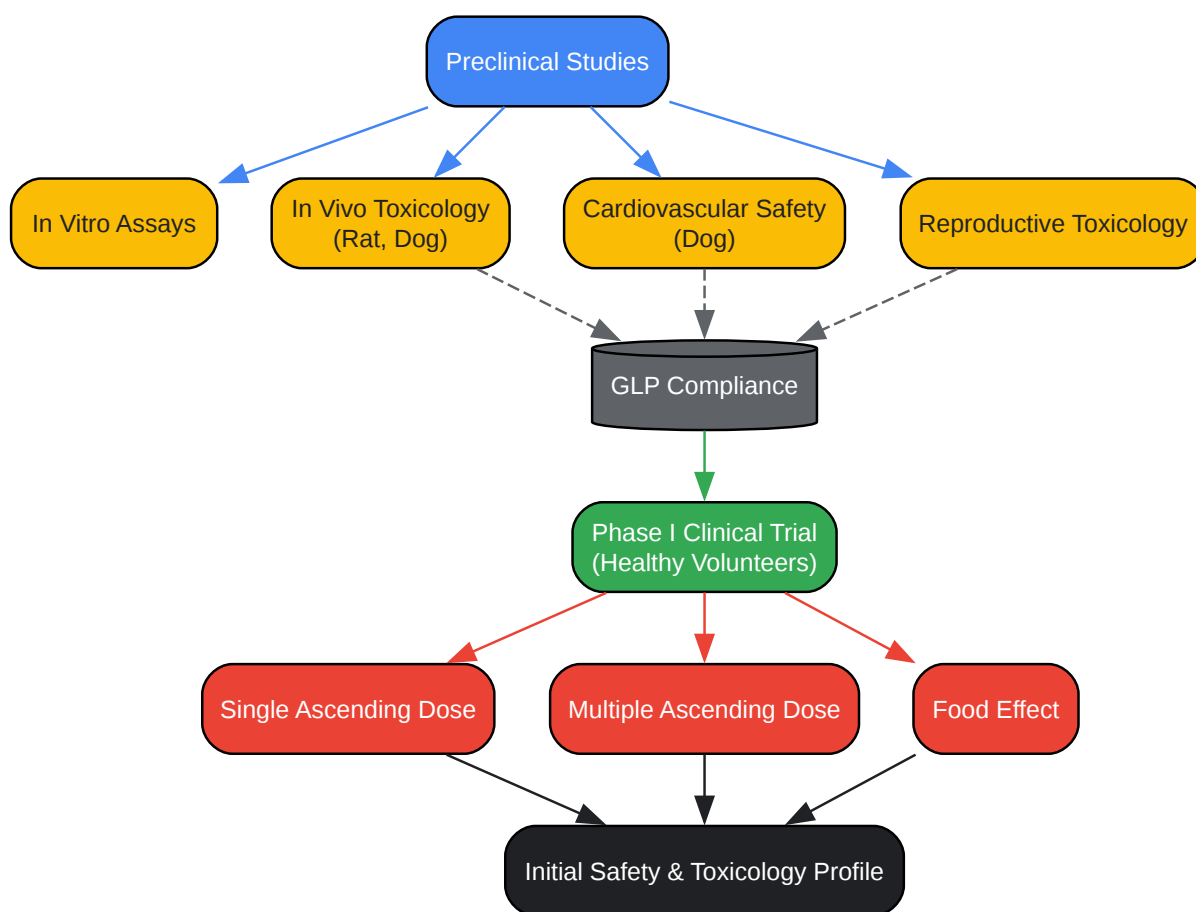 Preclinical Studies
In Vitro Assays
In Vivo Toxicology
(Rat, Dog)
Cardiovascular Safety
(Dog)
Reproductive Toxicology
GLP Compliance
Phase I Clinical Trial
(Healthy Volunteers)
Single Ascending Dose
Multiple Ascending Dose
Food Effect
Initial Safety & Toxicology Profile